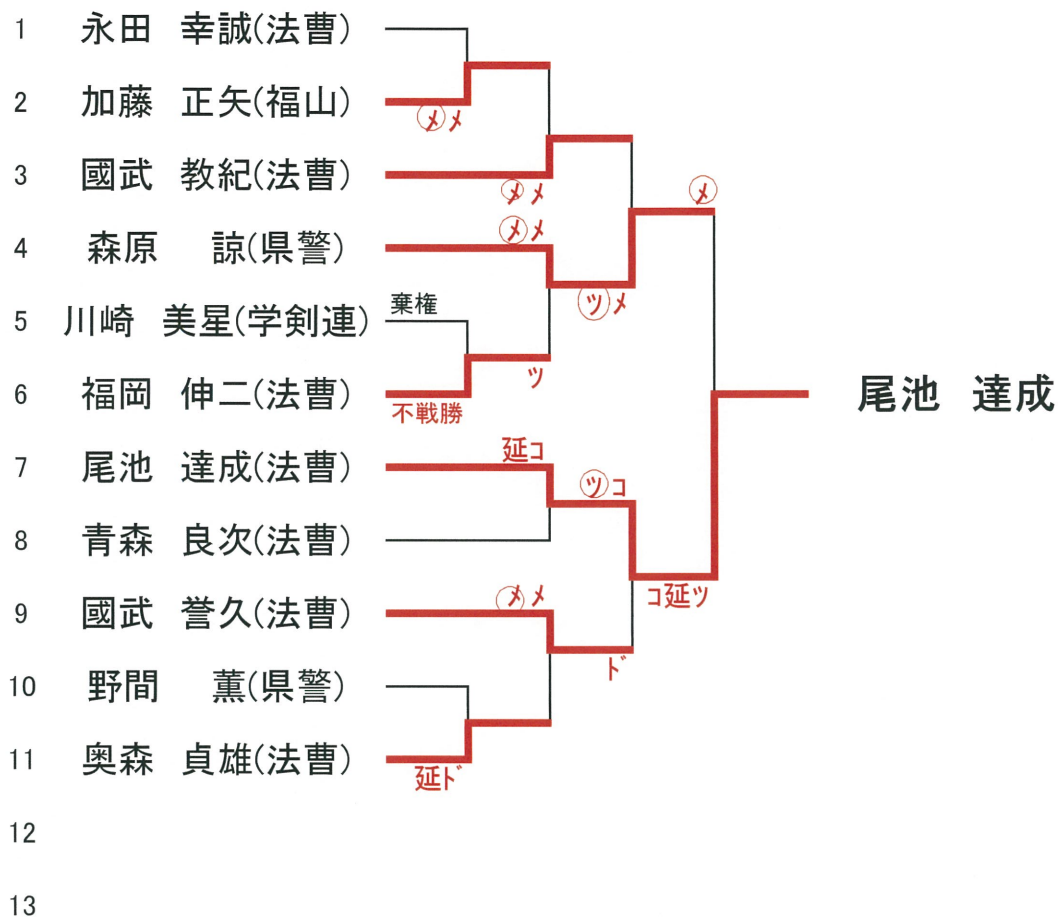 1 永田 幸誠(法曹)
2 加藤 正矢(福山)
メメ
3 國武 教紀(法曹)
メメ
メ
メメ
4 森原 諒(県警)
ツメ
5 川崎 美星(学剣連)
棄権
ツ
6 福岡 伸二(法曹)
不戦勝
尾池 達成
7 尾池 達成(法曹)
延コ
ツコ
8 青森 良次(法曹)
コ延ツ
メメ
9 國武 誉久(法曹)
ド
10 野間 薫(県警)
11 奥森 貞雄(法曹)
延ド
12
13